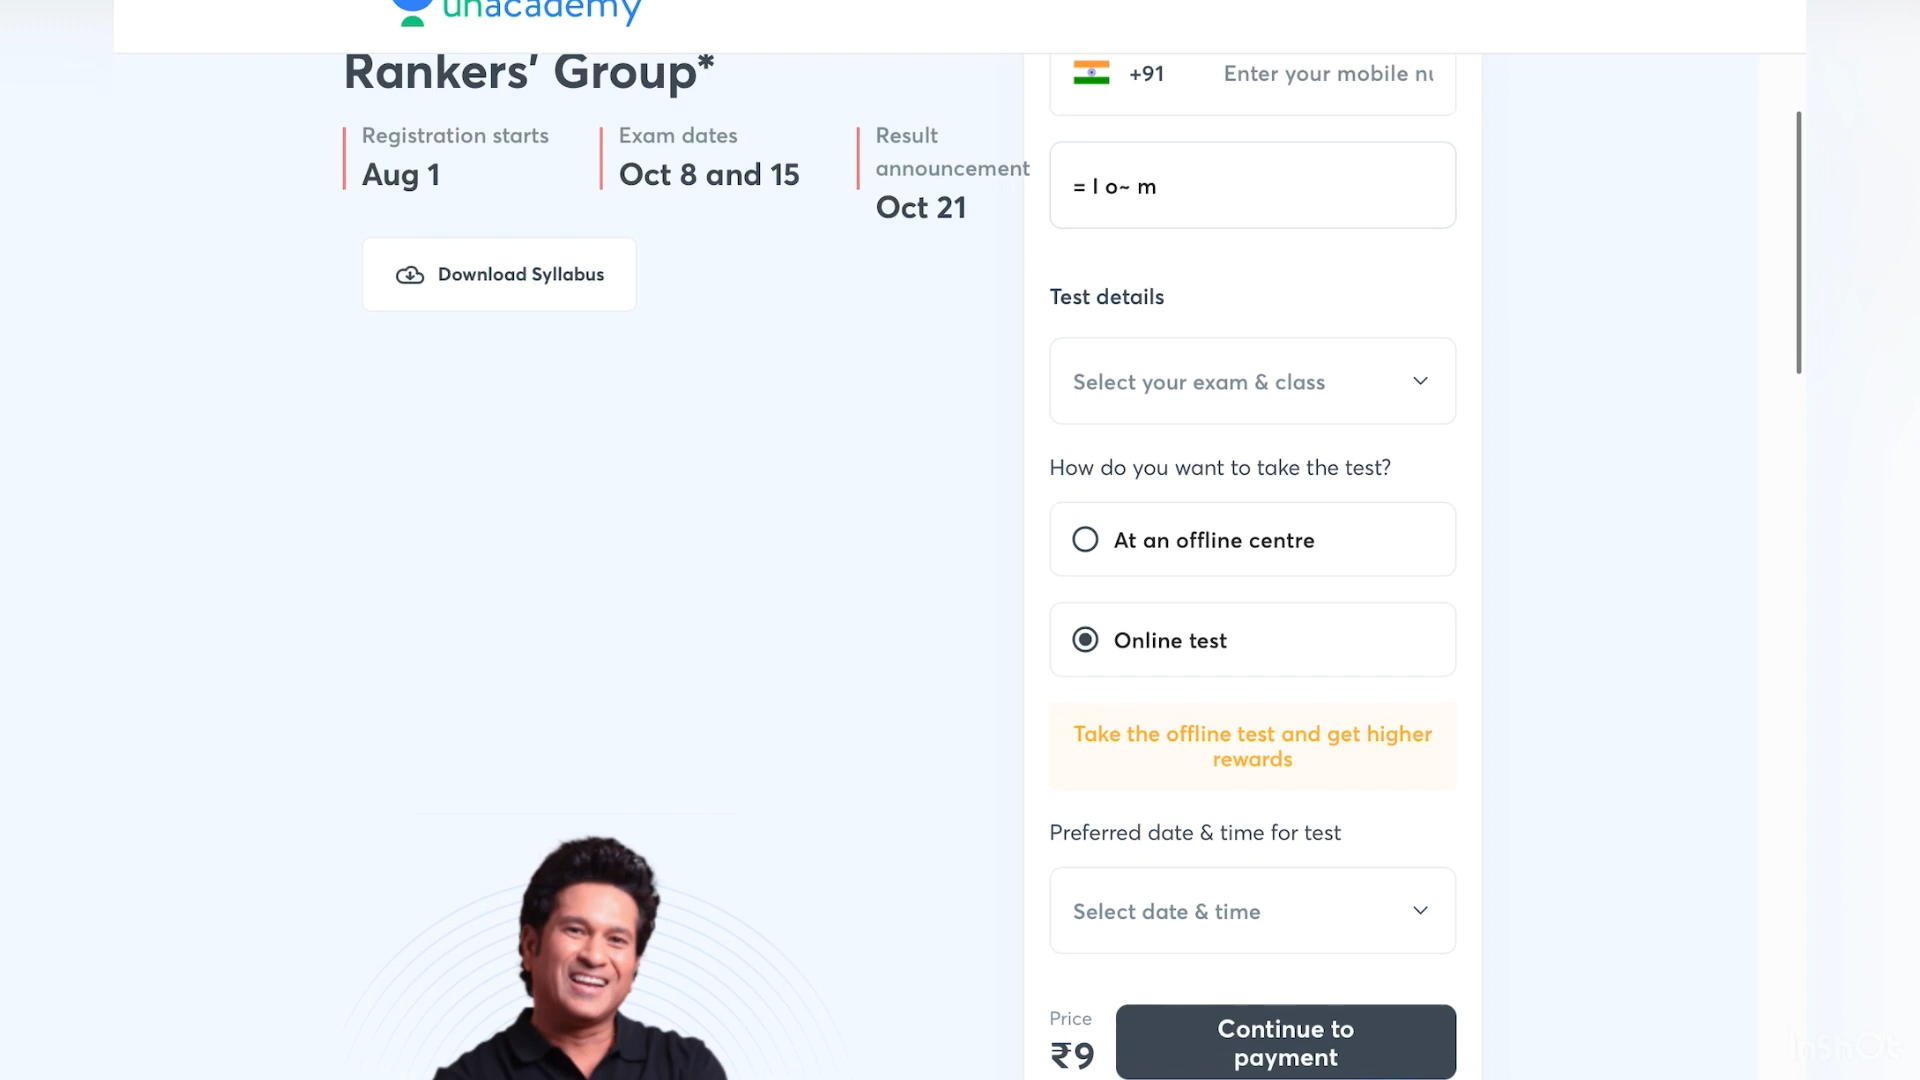 unacademy
Rankers' Group*
Registration starts
Aug 1
Exam dates
Oct 8 and 15
Result
announcement
Oct 21
Download Syllabus
+91 Enter your mobile nu
= l o~ m
Test details
Select your exam & class
How do you want to take the test?
At an offline centre
Online test
Take the offline test and get higher
rewards
Preferred date & time for test
Select date & time
Price
₹9
Continue to
payment
InShOt